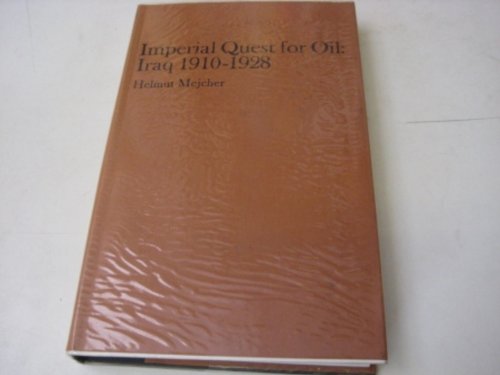 Imperial Quest for Oil:
Iraq 1910-1928
Helmut Mejcher